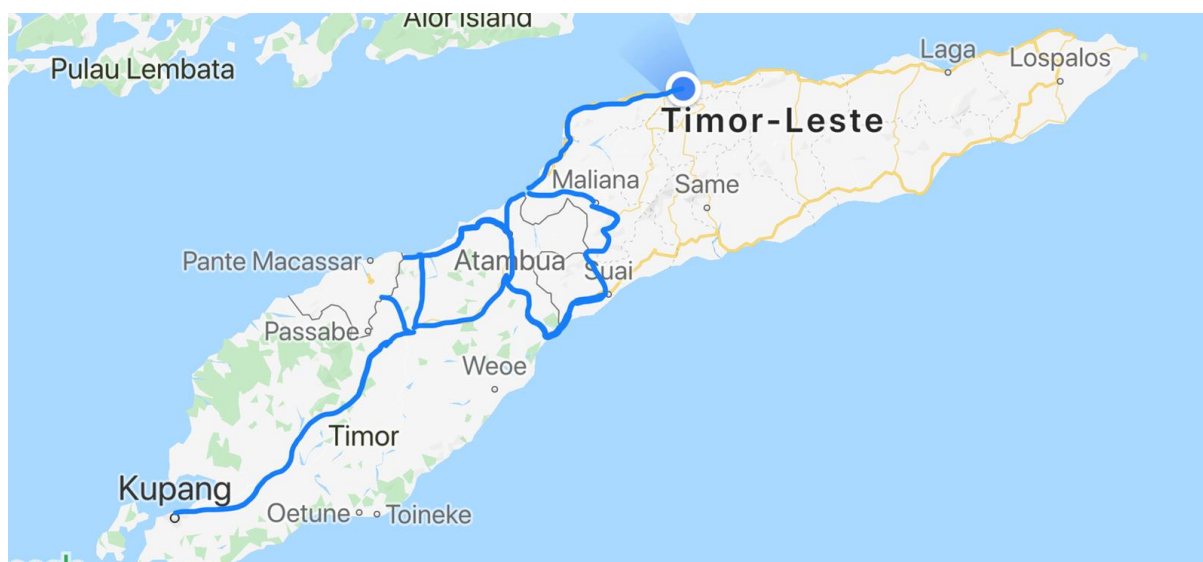 Alor Island
Pulau Lembata
Laga
Lospalos
Timor-Leste
Maliana
Same
Pante Macassar
Atambua
Suai
Passabe
Weoe
Timor
Kupang
Oetune
Toineke